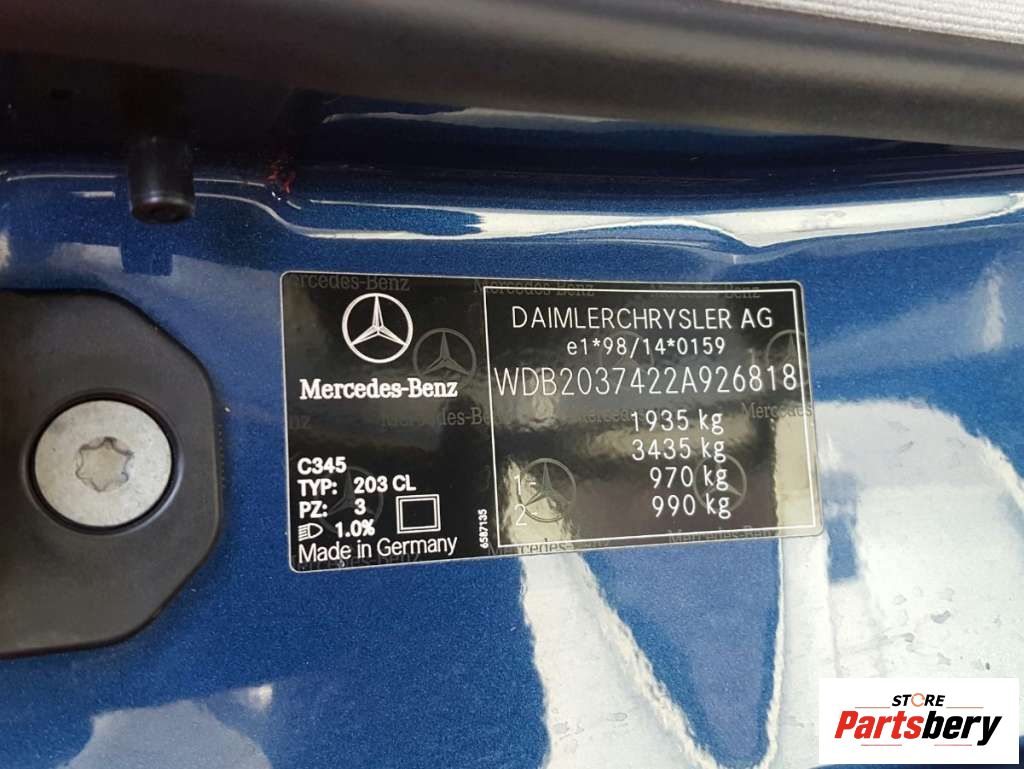 Mercedes-Benz
DAIMLERCHRYSLER AG
e1*98/14*0159
WDB2037422A926818
1935 kg
3435 kg
1- 970 kg
2- 990 kg
C345
TYP: 203 CL
PZ: 3
1.0%
Made in Germany
6587135
STORE
Partsbery